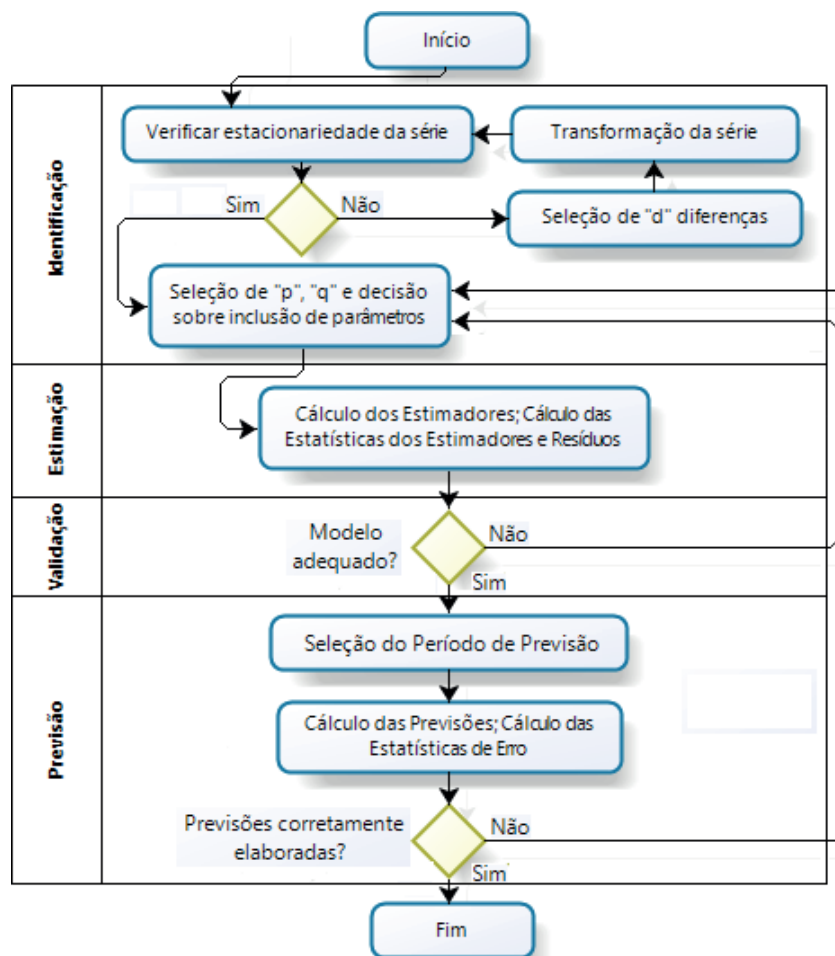 Início
Identificação
Verificar estacionariedade da série
Transformação da série
Sim
Não
Seleção de "d" diferenças
Seleção de "p", "q" e decisão
sobre inclusão de parâmetros
Estimação
Cálculo dos Estimadores; Cálculo das
Estatísticas dos Estimadores e Resíduos
Validação
Modelo
adequado?
Não
Sim
Previsão
Seleção do Período de Previsão
Cálculo das Previsões; Cálculo das
Estatísticas de Erro
Previsões corretamente
elaboradas?
Não
Sim
Fim